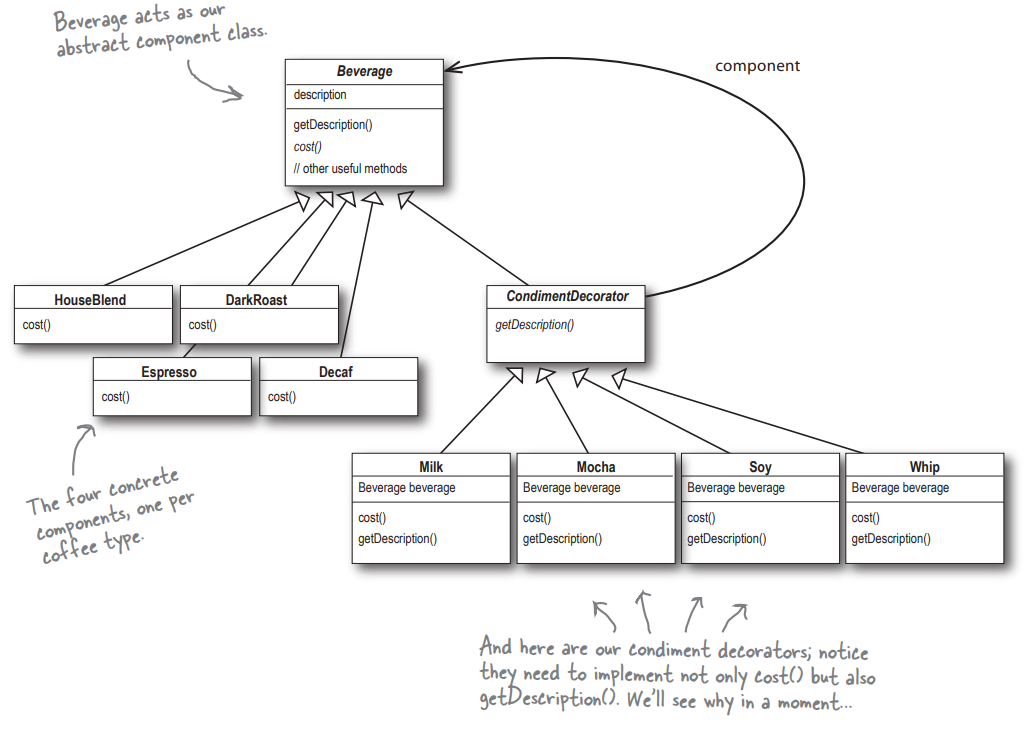 Beverage acts as our
abstract component class.
Beverage
component
description
getDescription()
cost()
// other useful methods
HouseBlend
cost()
DarkRoast
cost()
CondimentDecorator
getDescription()
Espresso
cost()
Decaf
cost()
The four concrete
components, one per
coffee type.
Milk
Beverage beverage
cost()
getDescription()
Mocha
Beverage beverage
cost()
getDescription()
Soy
Beverage beverage
cost()
getDescription()
Whip
Beverage beverage
cost()
getDescription()
And here are our condiment decorators; notice
they need to implement not only cost() but also
getDescription(). We'll see why in a moment...